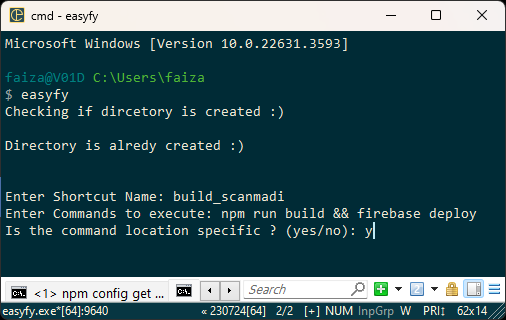 cmd - easyfy
Microsoft Windows [Version 10.0.22631.3593]
faiza@V01D C:\Users\faiza
$ easyfy
Checking if dircetory is created :)
Directory is alredy created :)
Enter Shortcut Name: build_scanmadi
Enter Commands to execute: npm run build && firebase deploy
Is the command location specific ? (yes/no): y
<1> npm config get ... Search
easyfy.exe*[64]:9640 « 230724[64] 2/2 [+] NUM InpGrp W PRI↕ 62x14